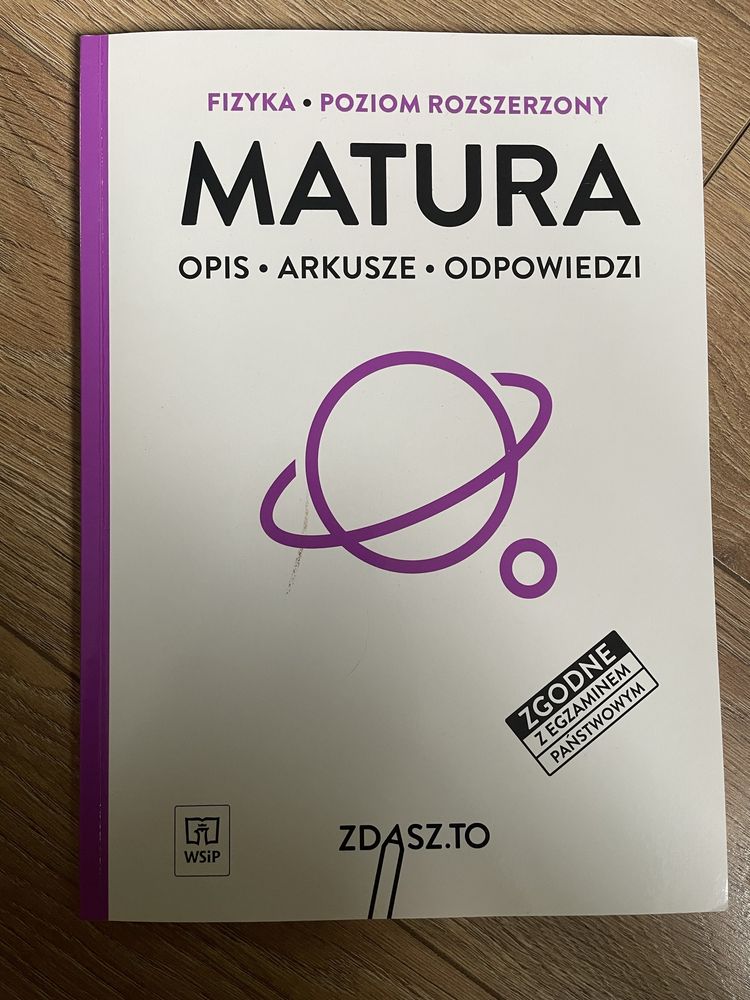 FIZYKA • POZIOM ROZSZERZONY
MATURA
OPIS • ARKUSZE • ODPOWIEDZI
ZGODNE
Z EGZAMINEM
PAŃSTWOWYM
WSiP
ZDASZ.TO